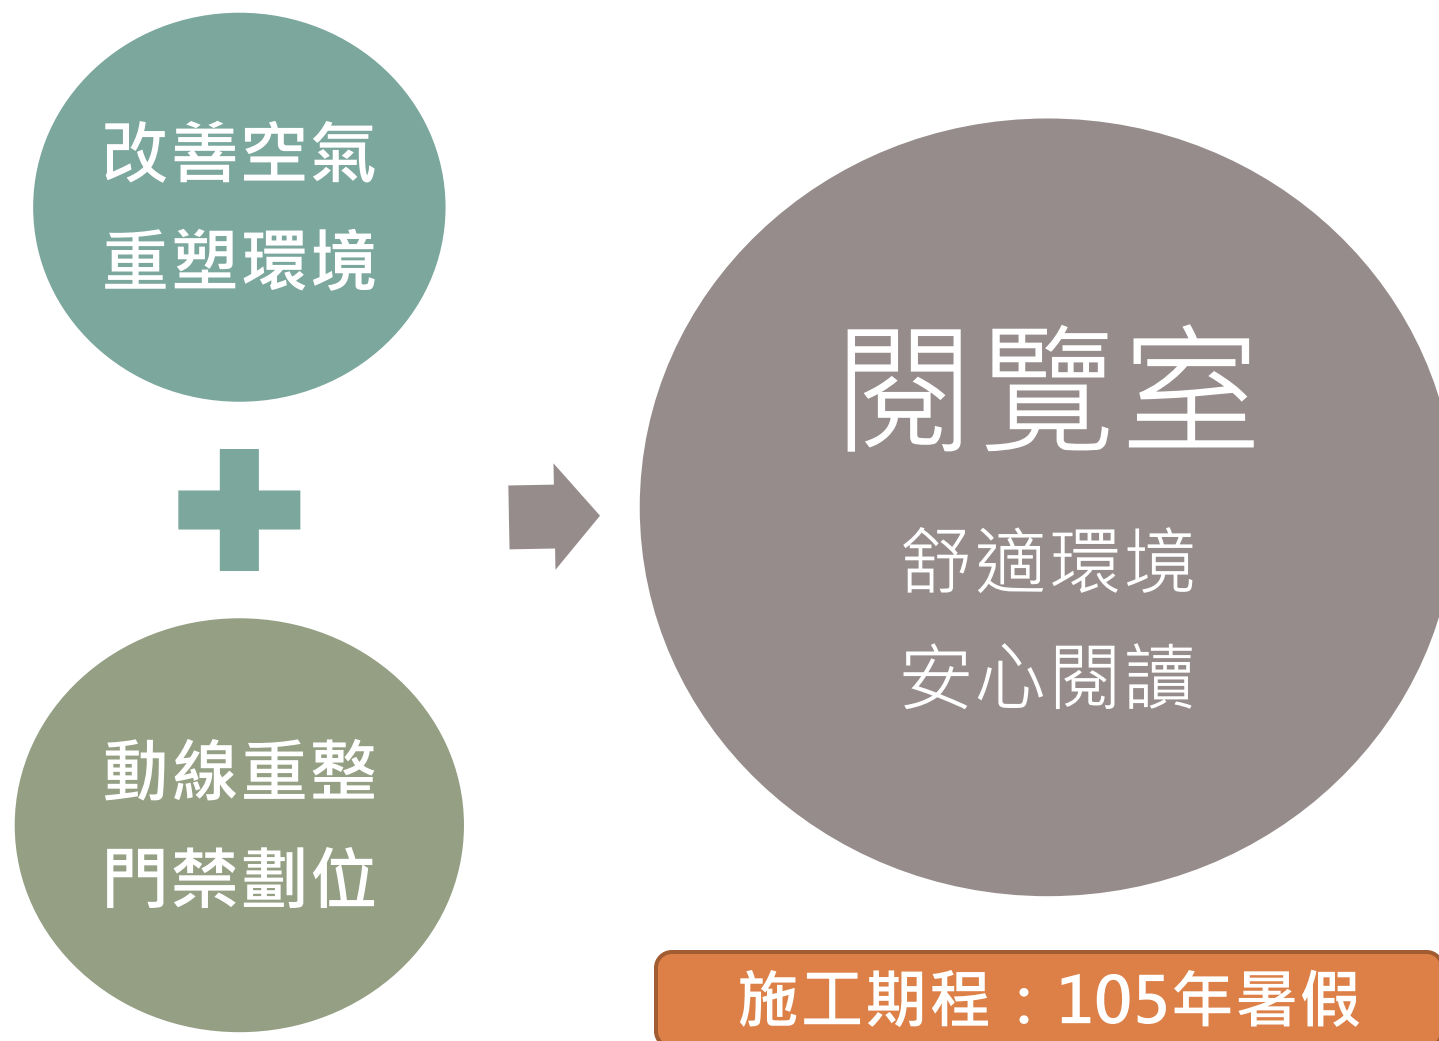 改善空氣
重塑環境
動線重整
門禁劃位
閱覽室
舒適環境
安心閱讀
施工期程：105年暑假